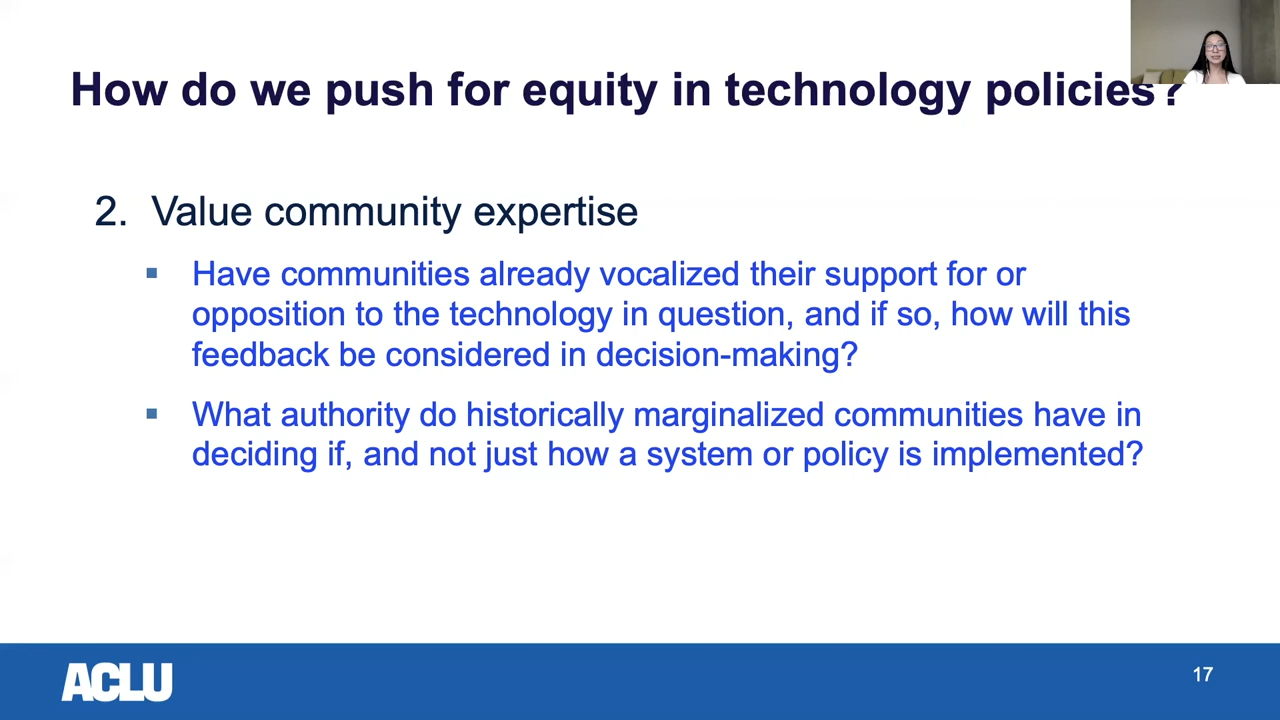 How do we push for equity in technology policies?
2. Value community expertise
▪ Have communities already vocalized their support for or
opposition to the technology in question, and if so, how will this
feedback be considered in decision-making?
▪ What authority do historically marginalized communities have in
deciding if, and not just how a system or policy is implemented?
ACLU
17